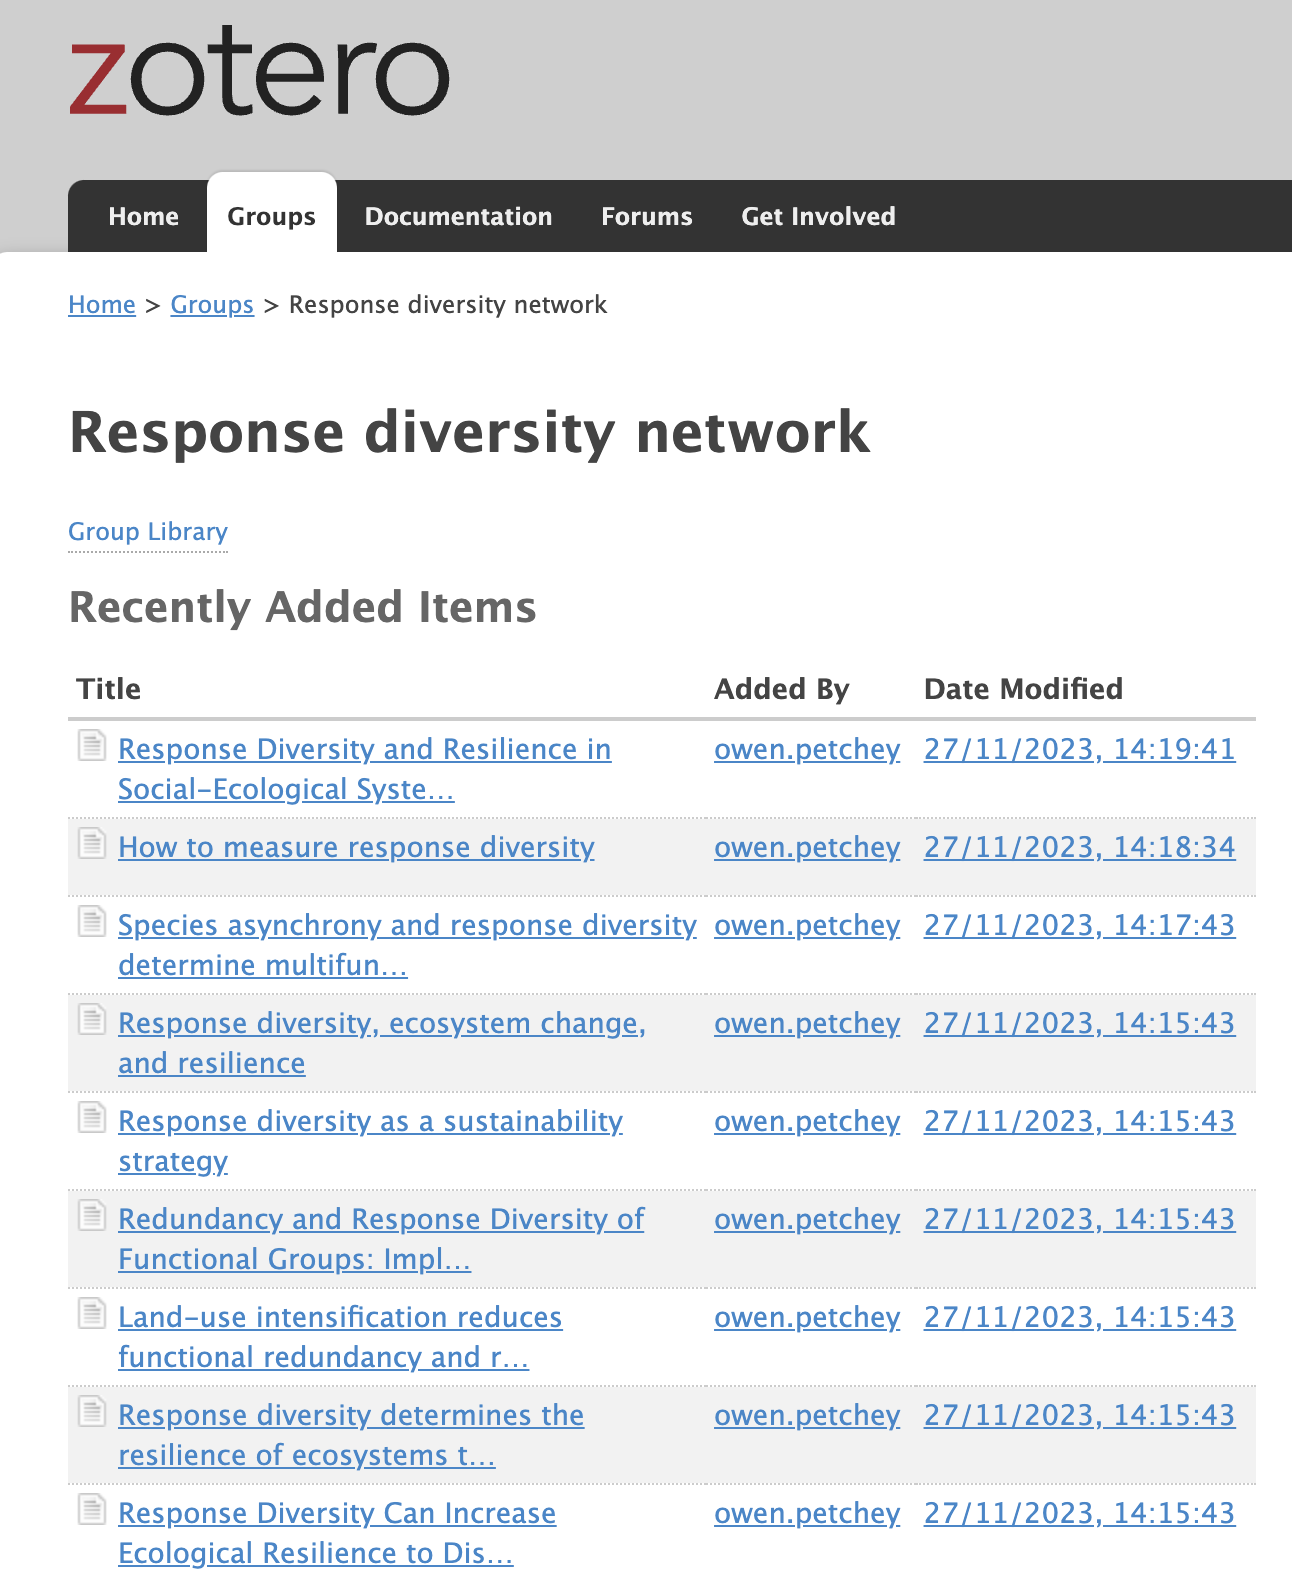 zotero
Home Groups Documentation Forums Get Involved
Home > Groups > Response diversity network
Response diversity network
Group Library
Recently Added Items
Title Added By Date Modified
Response Diversity and Resilience in owen.petchey 27/11/2023, 14:19:41
Social-Ecological Syste...
How to measure response diversity owen.petchey 27/11/2023, 14:18:34
Species asynchrony and response diversity owen.petchey 27/11/2023, 14:17:43
determine multifun...
Response diversity, ecosystem change, owen.petchey 27/11/2023, 14:15:43
and resilience
Response diversity as a sustainability owen.petchey 27/11/2023, 14:15:43
strategy
Redundancy and Response Diversity of owen.petchey 27/11/2023, 14:15:43
Functional Groups: Impl...
Land-use intensification reduces owen.petchey 27/11/2023, 14:15:43
functional redundancy and r...
Response diversity determines the owen.petchey 27/11/2023, 14:15:43
resilience of ecosystems t...
Response Diversity Can Increase owen.petchey 27/11/2023, 14:15:43
Ecological Resilience to Dis...